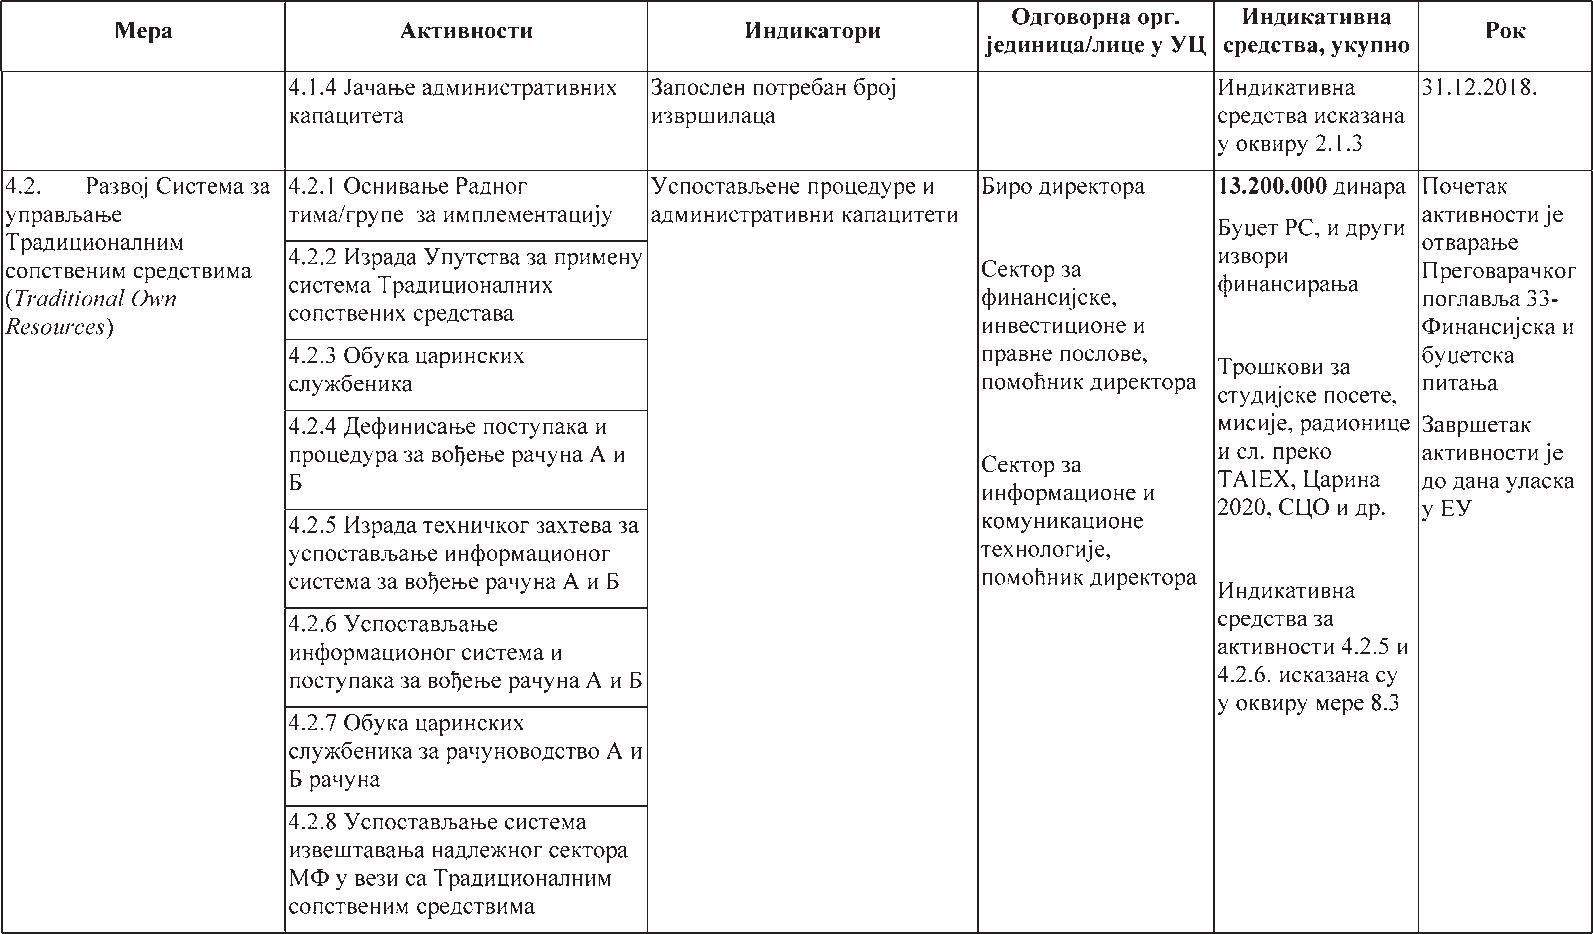 Мера
Активности
Индикатори
Одговорна орг.
јединица/лице у УЦ
Индикативна
средства, укупно
Рок
4.1.4 Јачање административних
капацитета
Запослен потребан број
извршилаца
Индикативна
средства исказана
у оквиру 2.1.3
31.12.2018.
4.2. Развој Система за
управљање
Традиционалним
сопственим средствима
(Traditional Own
Resources)
4.2.1 Оснивање Радног
тима/групе за имплементацију
4.2.2 Израда Упутства за примену
система Традиционалних
сопствених средстава
4.2.3 Обука царинских
службеника
4.2.4 Дефинисање поступака и
процедура за вођење рачуна А и
Б
4.2.5 Израда техничког захтева за
успостављање информационог
система за вођење рачуна А и Б
4.2.6 Успостављање
информационог система и
поступака за вођење рачуна А и Б
4.2.7 Обука царинских
службеника за рачуноводство А и
Б рачуна
4.2.8 Успостављање система
извештавања надлежног сектора
МФ у вези са Традиционалним
сопственим средствима
Успостављене процедуре и
административни капацитети
Биро директора
Сектор за
финансијске,
инвестиционе и
правне послове,
помоћник директора
Сектор за
информационе и
комуникационе
технологије,
помоћник директора
13.200.000 динара
Буџет РС, и други
извори
финансирања
Трошкови за
студијске посете,
мисије, радионице
и сл. преко
TAIEX, Царина
2020, СЦО и др.
Индикативна
средства за
активности 4.2.5 и
4.2.6. исказана су
у оквиру мере 8.3
Почетак
активности је
отварање
Преговарачког
поглавља 33-
Финансијска и
буџетска
питања
Завршетак
активности је
до дана уласка
у ЕУ